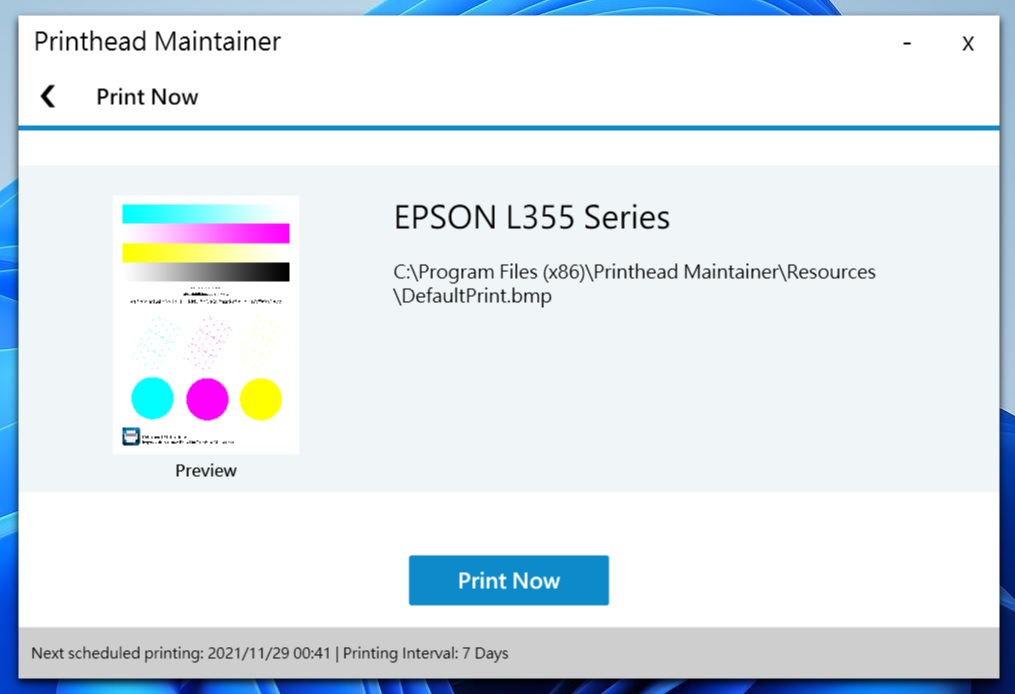 Printhead Maintainer
- X
Print Now
EPSON L355 Series
C:\Program Files (x86)\Printhead Maintainer\Resources
\DefaultPrint.bmp
Preview
Print Now
Next scheduled printing: 2021/11/29 00:41 | Printing Interval: 7 Days